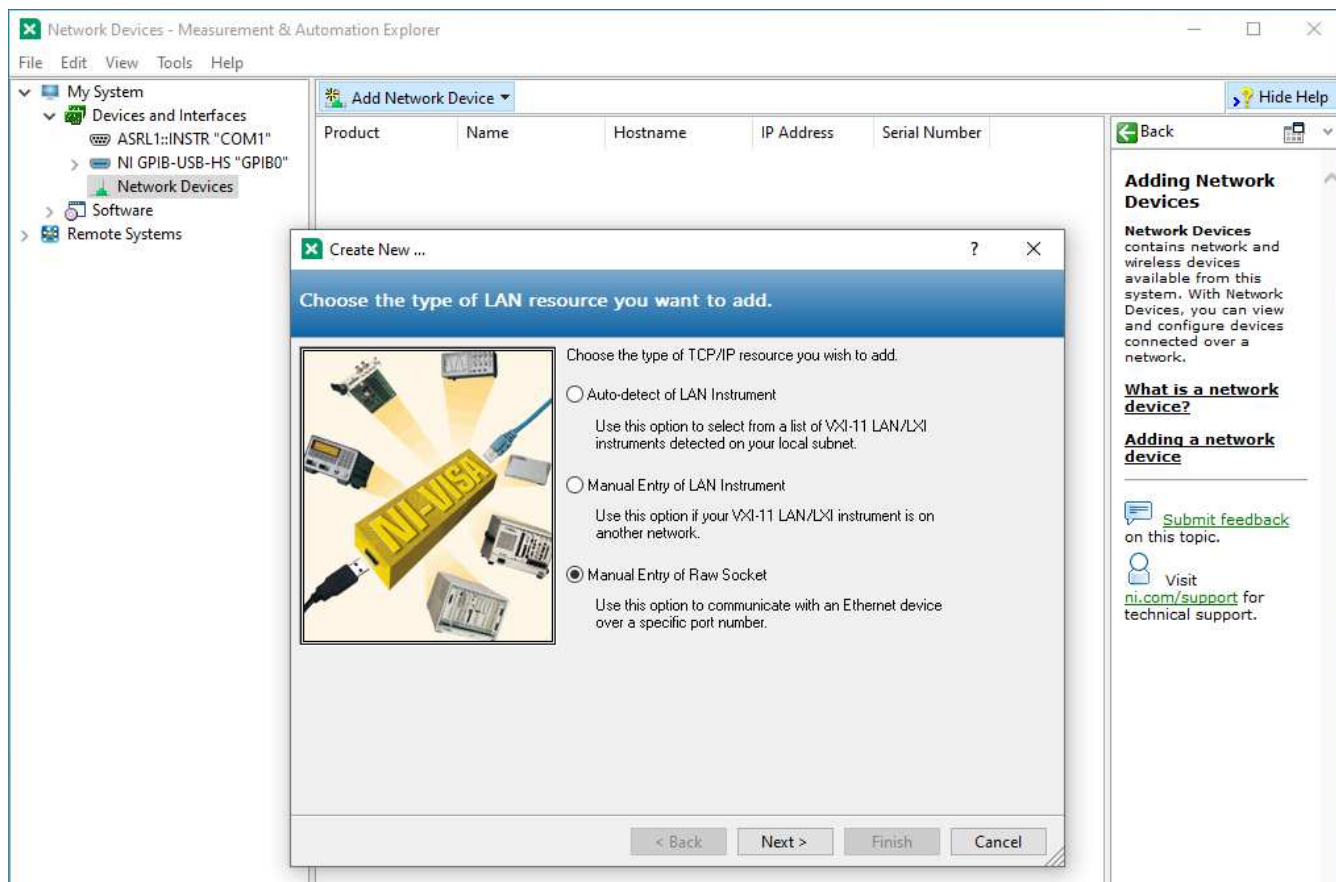 Network Devices - Measurement & Automation Explorer
File Edit View Tools Help
My System
Devices and Interfaces
ASRL1::INSTR "COM1"
NI GPIB-USB-HS "GPIB0"
Network Devices
Software
Remote Systems
Add Network Device
Hide Help
Product Name Hostname IP Address Serial Number
Back
Adding Network
Devices
Network Devices
contains network and
wireless devices
available from this
system. With Network
Devices, you can view
and configure devices
connected over a
network.
What is a network
device?
Adding a network
device
Submit feedback
on this topic.
Visit
ni.com/support for
technical support.
Create New ...
?
Choose the type of LAN resource you want to add.
NI-VISA
Choose the type of TCP/IP resource you wish to add.
Auto-detect of LAN Instrument
Use this option to select from a list of VXI-11 LAN/LXI
instruments detected on your local subnet.
Manual Entry of LAN Instrument
Use this option if your VXI-11 LAN/LXI instrument is on
another network.
Manual Entry of Raw Socket
Use this option to communicate with an Ethernet device
over a specific port number.
< Back Next > Finish Cancel